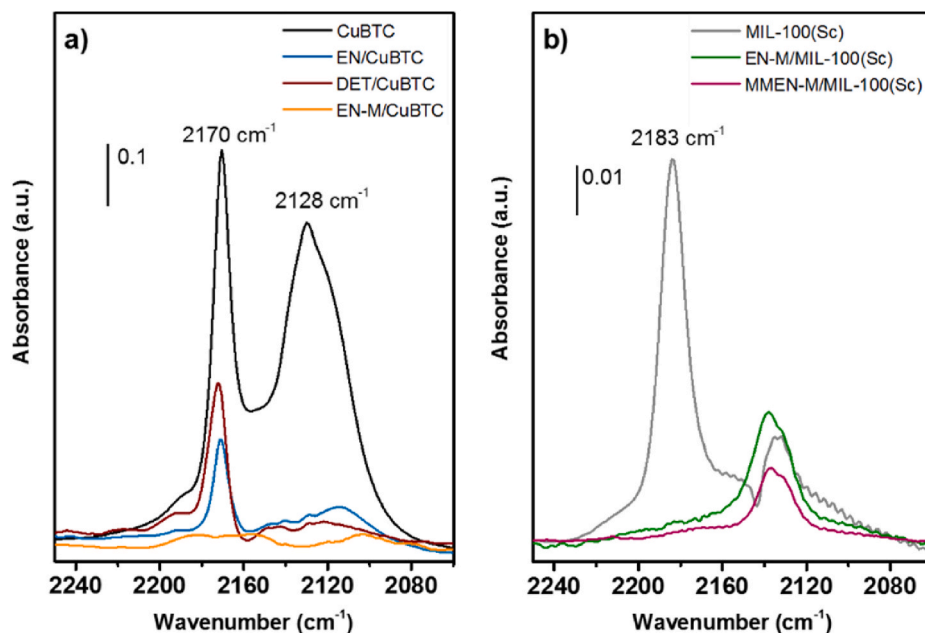 a)
CuBTC
EN/CuBTC
DET/CuBTC
EN-M/CuBTC
2170 cm⁻¹
0.1
2128 cm⁻¹
Absorbance (a.u.)
2240 2200 2160 2120 2080
Wavenumber (cm⁻¹)
b)
MIL-100(Sc)
EN-M/MIL-100(Sc)
MMEN-M/MIL-100(Sc)
2183 cm⁻¹
0.01
Absorbance (a.u.)
2240 2200 2160 2120 2080
Wavenumber (cm⁻¹)